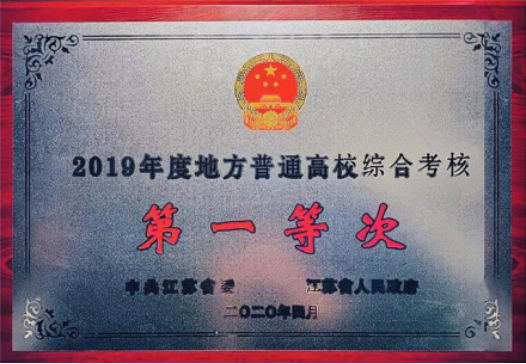 2019年度地方普通高校综合考核
第一等次
中共江苏省委 江苏省人民政府
二〇二〇年四月